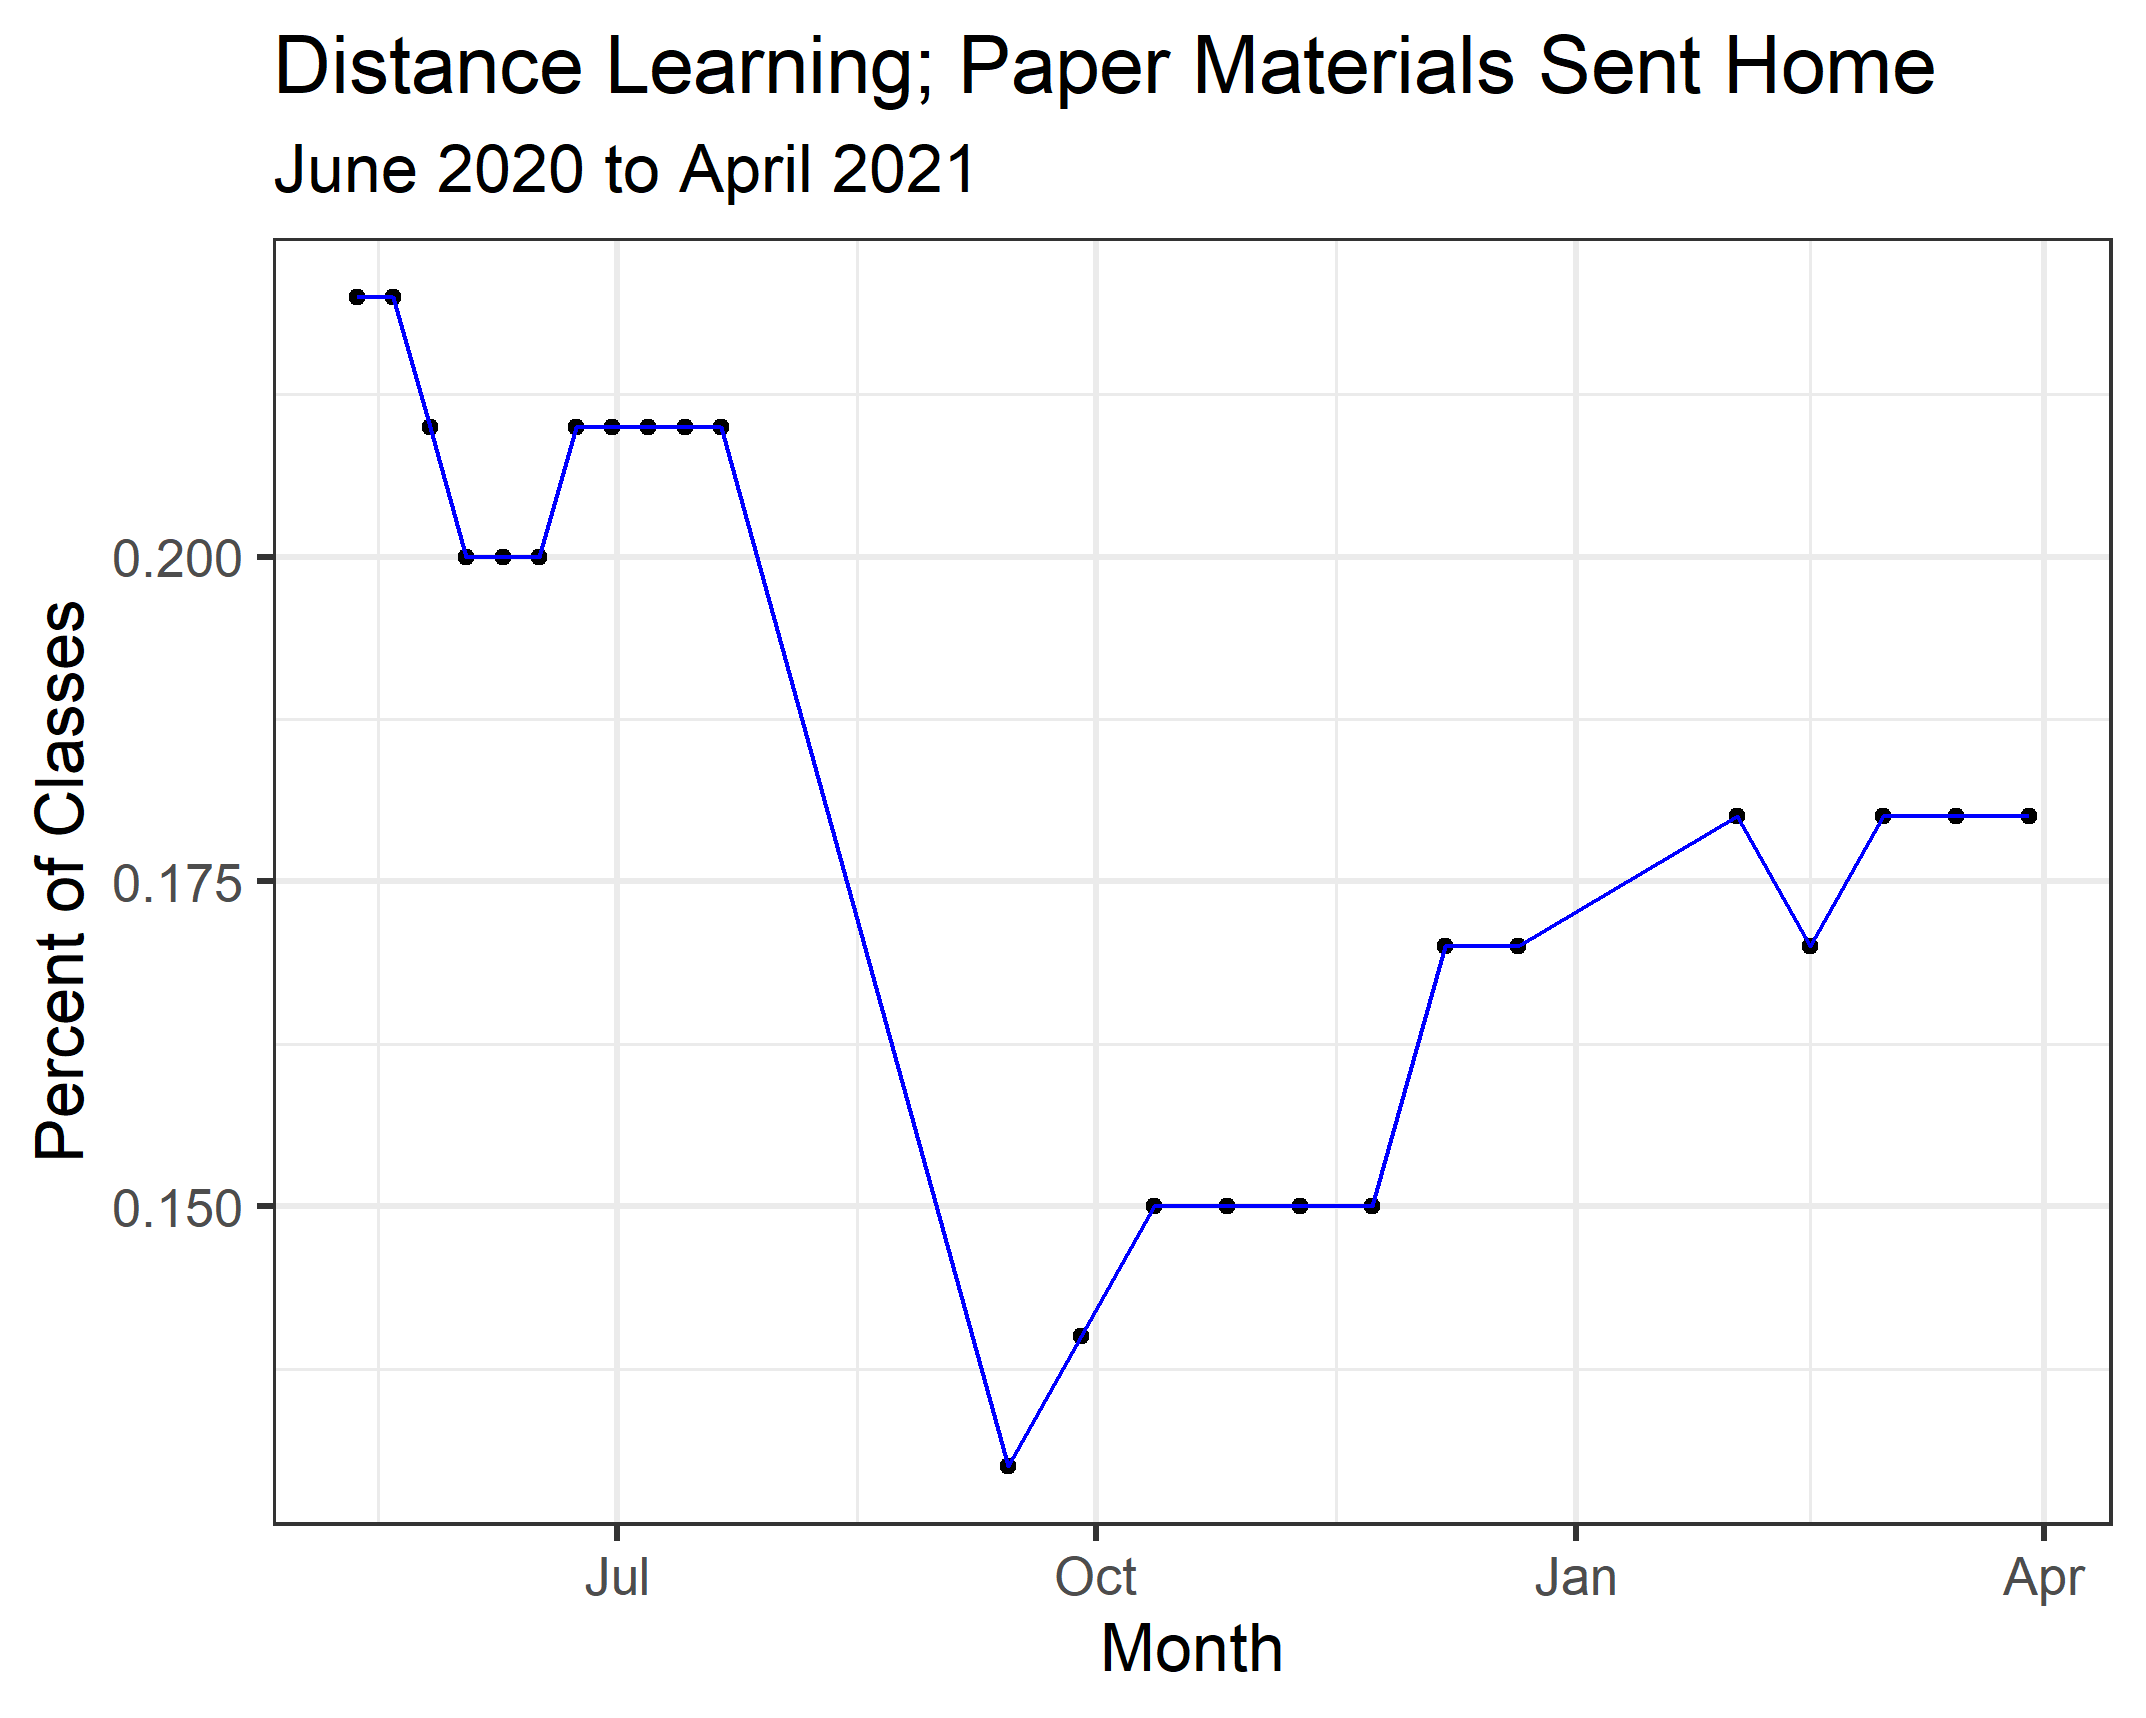 Distance Learning; Paper Materials Sent Home
June 2020 to April 2021
Percent of Classes
0.200
0.175
0.150
Jul Oct Jan Apr
Month